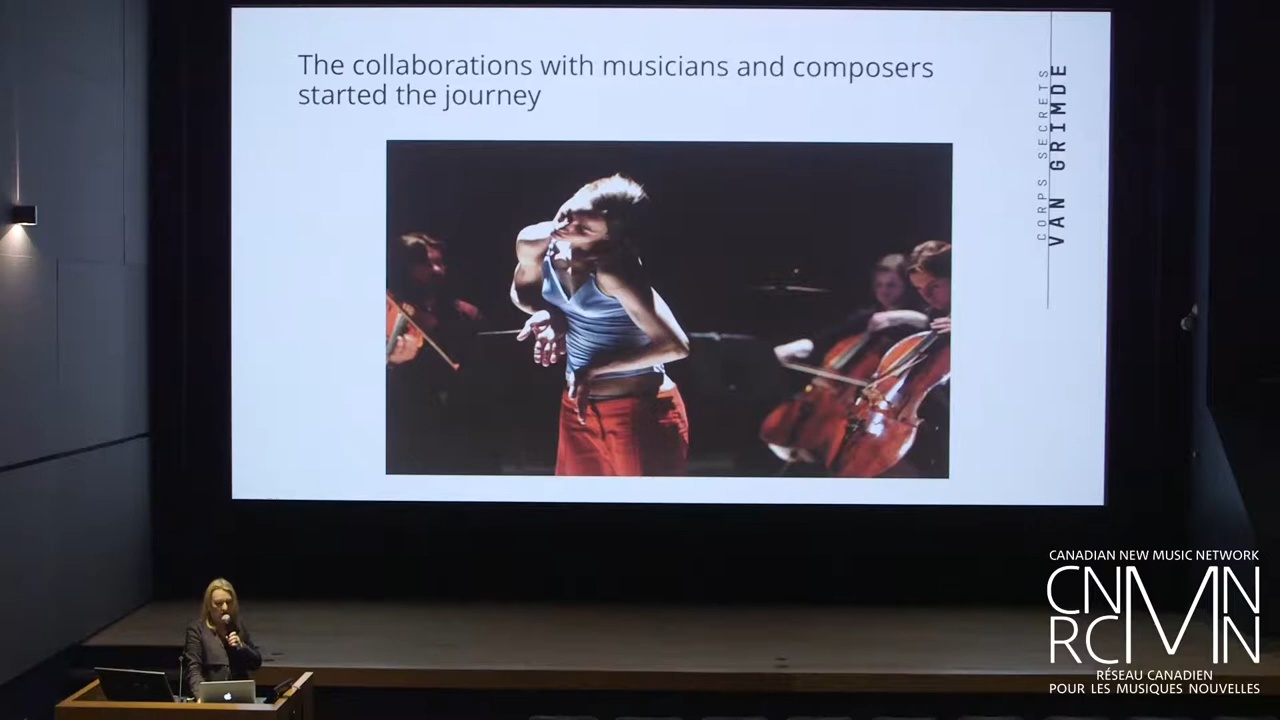 The collaborations with musicians and composers
started the journey
CORPS SECRETS
VAN GRIMDE
CANADIAN NEW MUSIC NETWORK
CNMN
RCMN
RÉSEAU CANADIEN
POUR LES MUSIQUES NOUVELLES